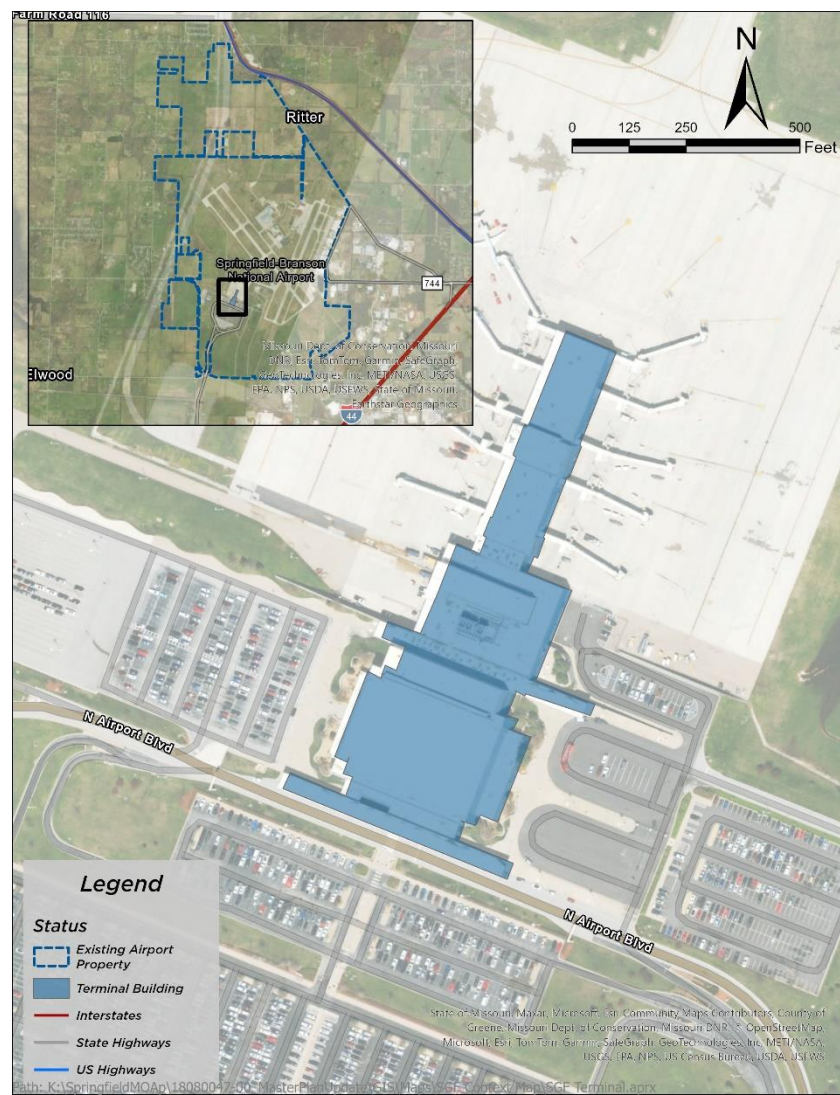 Farm Road 116
Ritter
Springfield-Branson
National Airport
744
Elwood
Missouri Dept. of Conservation, Missouri
DNR, Esri, TomTom, Garmin, SafeGraph,
GeoTechnologies, Inc, METI/NASA, USGS,
EPA, NPS, USDA, USFWS, State of Missouri,
Earthstar Geographics
44
N
0 125 250 500
Feet
N Airport Blvd
N Airport Blvd
Legend
Status
Existing Airport
Property
Terminal Building
Interstates
State Highways
US Highways
State of Missouri, Maxar, Microsoft, Esri Community Maps Contributors, County of
Greene, Missouri Dept. of Conservation, Missouri DNR, © OpenStreetMap,
Microsoft, Esri, TomTom, Garmin, SafeGraph, GeoTechnologies, Inc, METI/NASA,
USGS, EPA, NPS, US Census Bureau, USDA, USFWS
Path: K:\SpringfieldMOAp\18080047-00_MasterPlanUpdate\GIS\Maps\SGF_Context_Map\SGF_Terminal.aprx